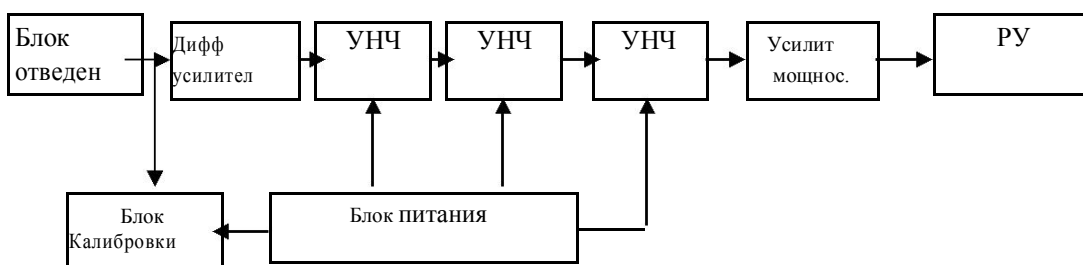 Блок
отведен
Дифф
усилител
УНЧ
УНЧ
УНЧ
Усилит
мощнос.
РУ
Блок
Калибровки
Блок питания